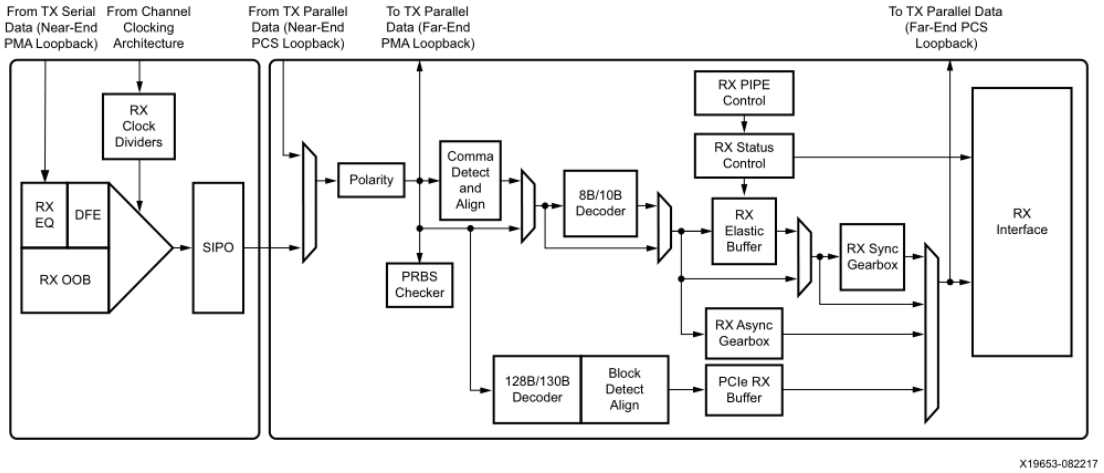 From TX Serial
Data (Near-End
PMA Loopback)
From Channel
Clocking
Architecture
From TX Parallel
Data (Near-End
PCS Loopback)
To TX Parallel
Data (Far-End
PMA Loopback)
To TX Parallel Data
(Far-End PCS
Loopback)
RX
Clock
Dividers
RX
EQ
DFE
RX OOB
SIPO
Polarity
Comma
Detect
and
Align
PRBS
Checker
8B/10B
Decoder
RX PIPE
Control
RX Status
Control
RX
Elastic
Buffer
RX Sync
Gearbox
RX Async
Gearbox
128B/130B
Decoder
Block
Detect
Align
PCIe RX
Buffer
RX
Interface
X19653-082217